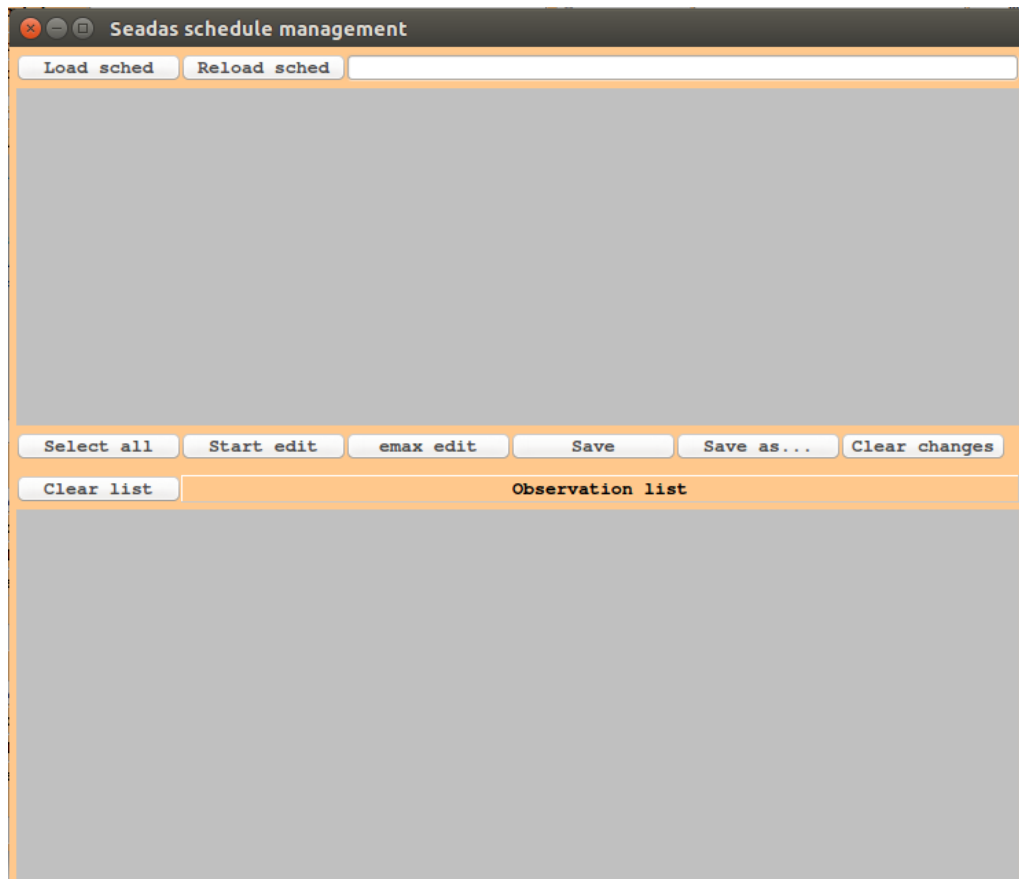 Seadas schedule management
Load sched Reload sched
Select all Start edit emax edit Save Save as... Clear changes
Clear list Observation list